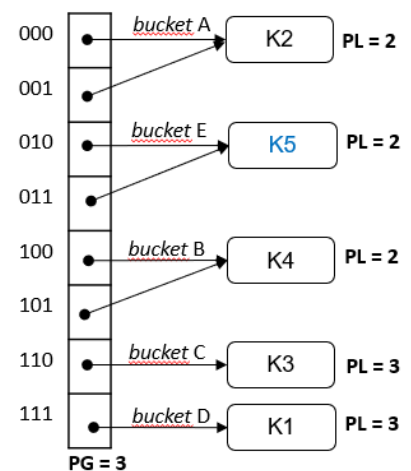 000 bucket A K2 PL = 2
001
010 bucket E K5 PL = 2
011
100 bucket B K4 PL = 2
101
110 bucket C K3 PL = 3
111 bucket D K1 PL = 3
PG = 3